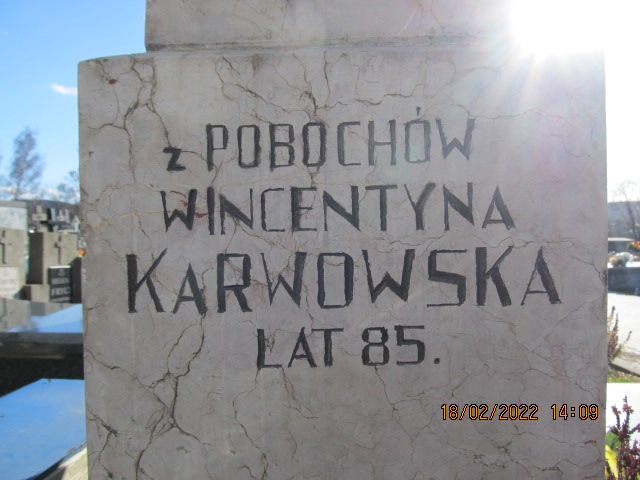 z POBOCHÓW
WINCENTYNA
KARWOWSKA
LAT 85.
18/02/2022 14:09